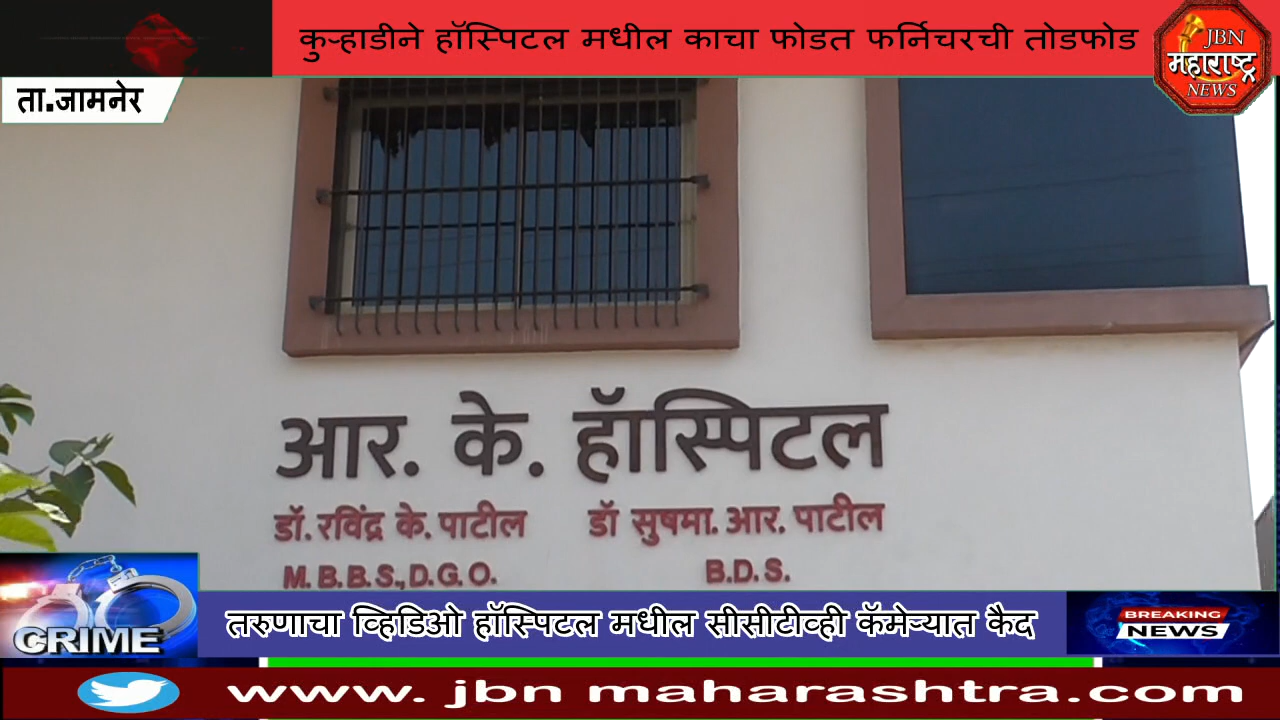 कुऱ्हाडीने हॉस्पिटल मधील काचा फोडत फर्निचरची तोडफोड
JBN
महाराष्ट्र
NEWS
ता.जामनेर
आर. के. हॉस्पिटल
डॉ. रविंद्र के. पाटील डॉ सुषमा. आर. पाटील
M.B.B.S.,D.G.O. B.D.S.
CRIME
तरुणाचा व्हिडिओ हॉस्पिटल मधील सीसीटीव्ही कॅमेऱ्यात कैद
BREAKING
NEWS
www. jbn maharashtra.com